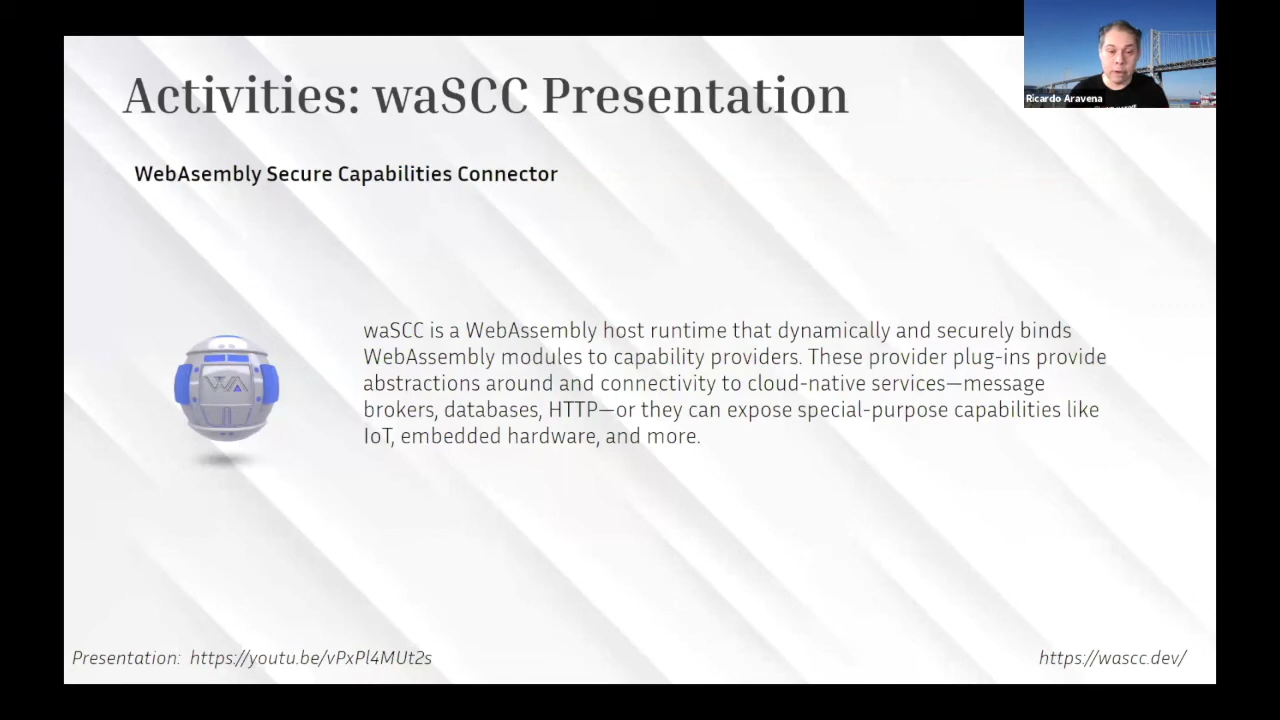 Activities: waSCC Presentation
Ricardo Aravena
WebAsembly Secure Capabilities Connector
waSCC is a WebAssembly host runtime that dynamically and securely binds
WebAssembly modules to capability providers. These provider plug-ins provide
abstractions around and connectivity to cloud-native services—message
brokers, databases, HTTP—or they can expose special-purpose capabilities like
IoT, embedded hardware, and more.
WA
Presentation: https://youtu.be/vPxPl4MUt2s
https://wascc.dev/